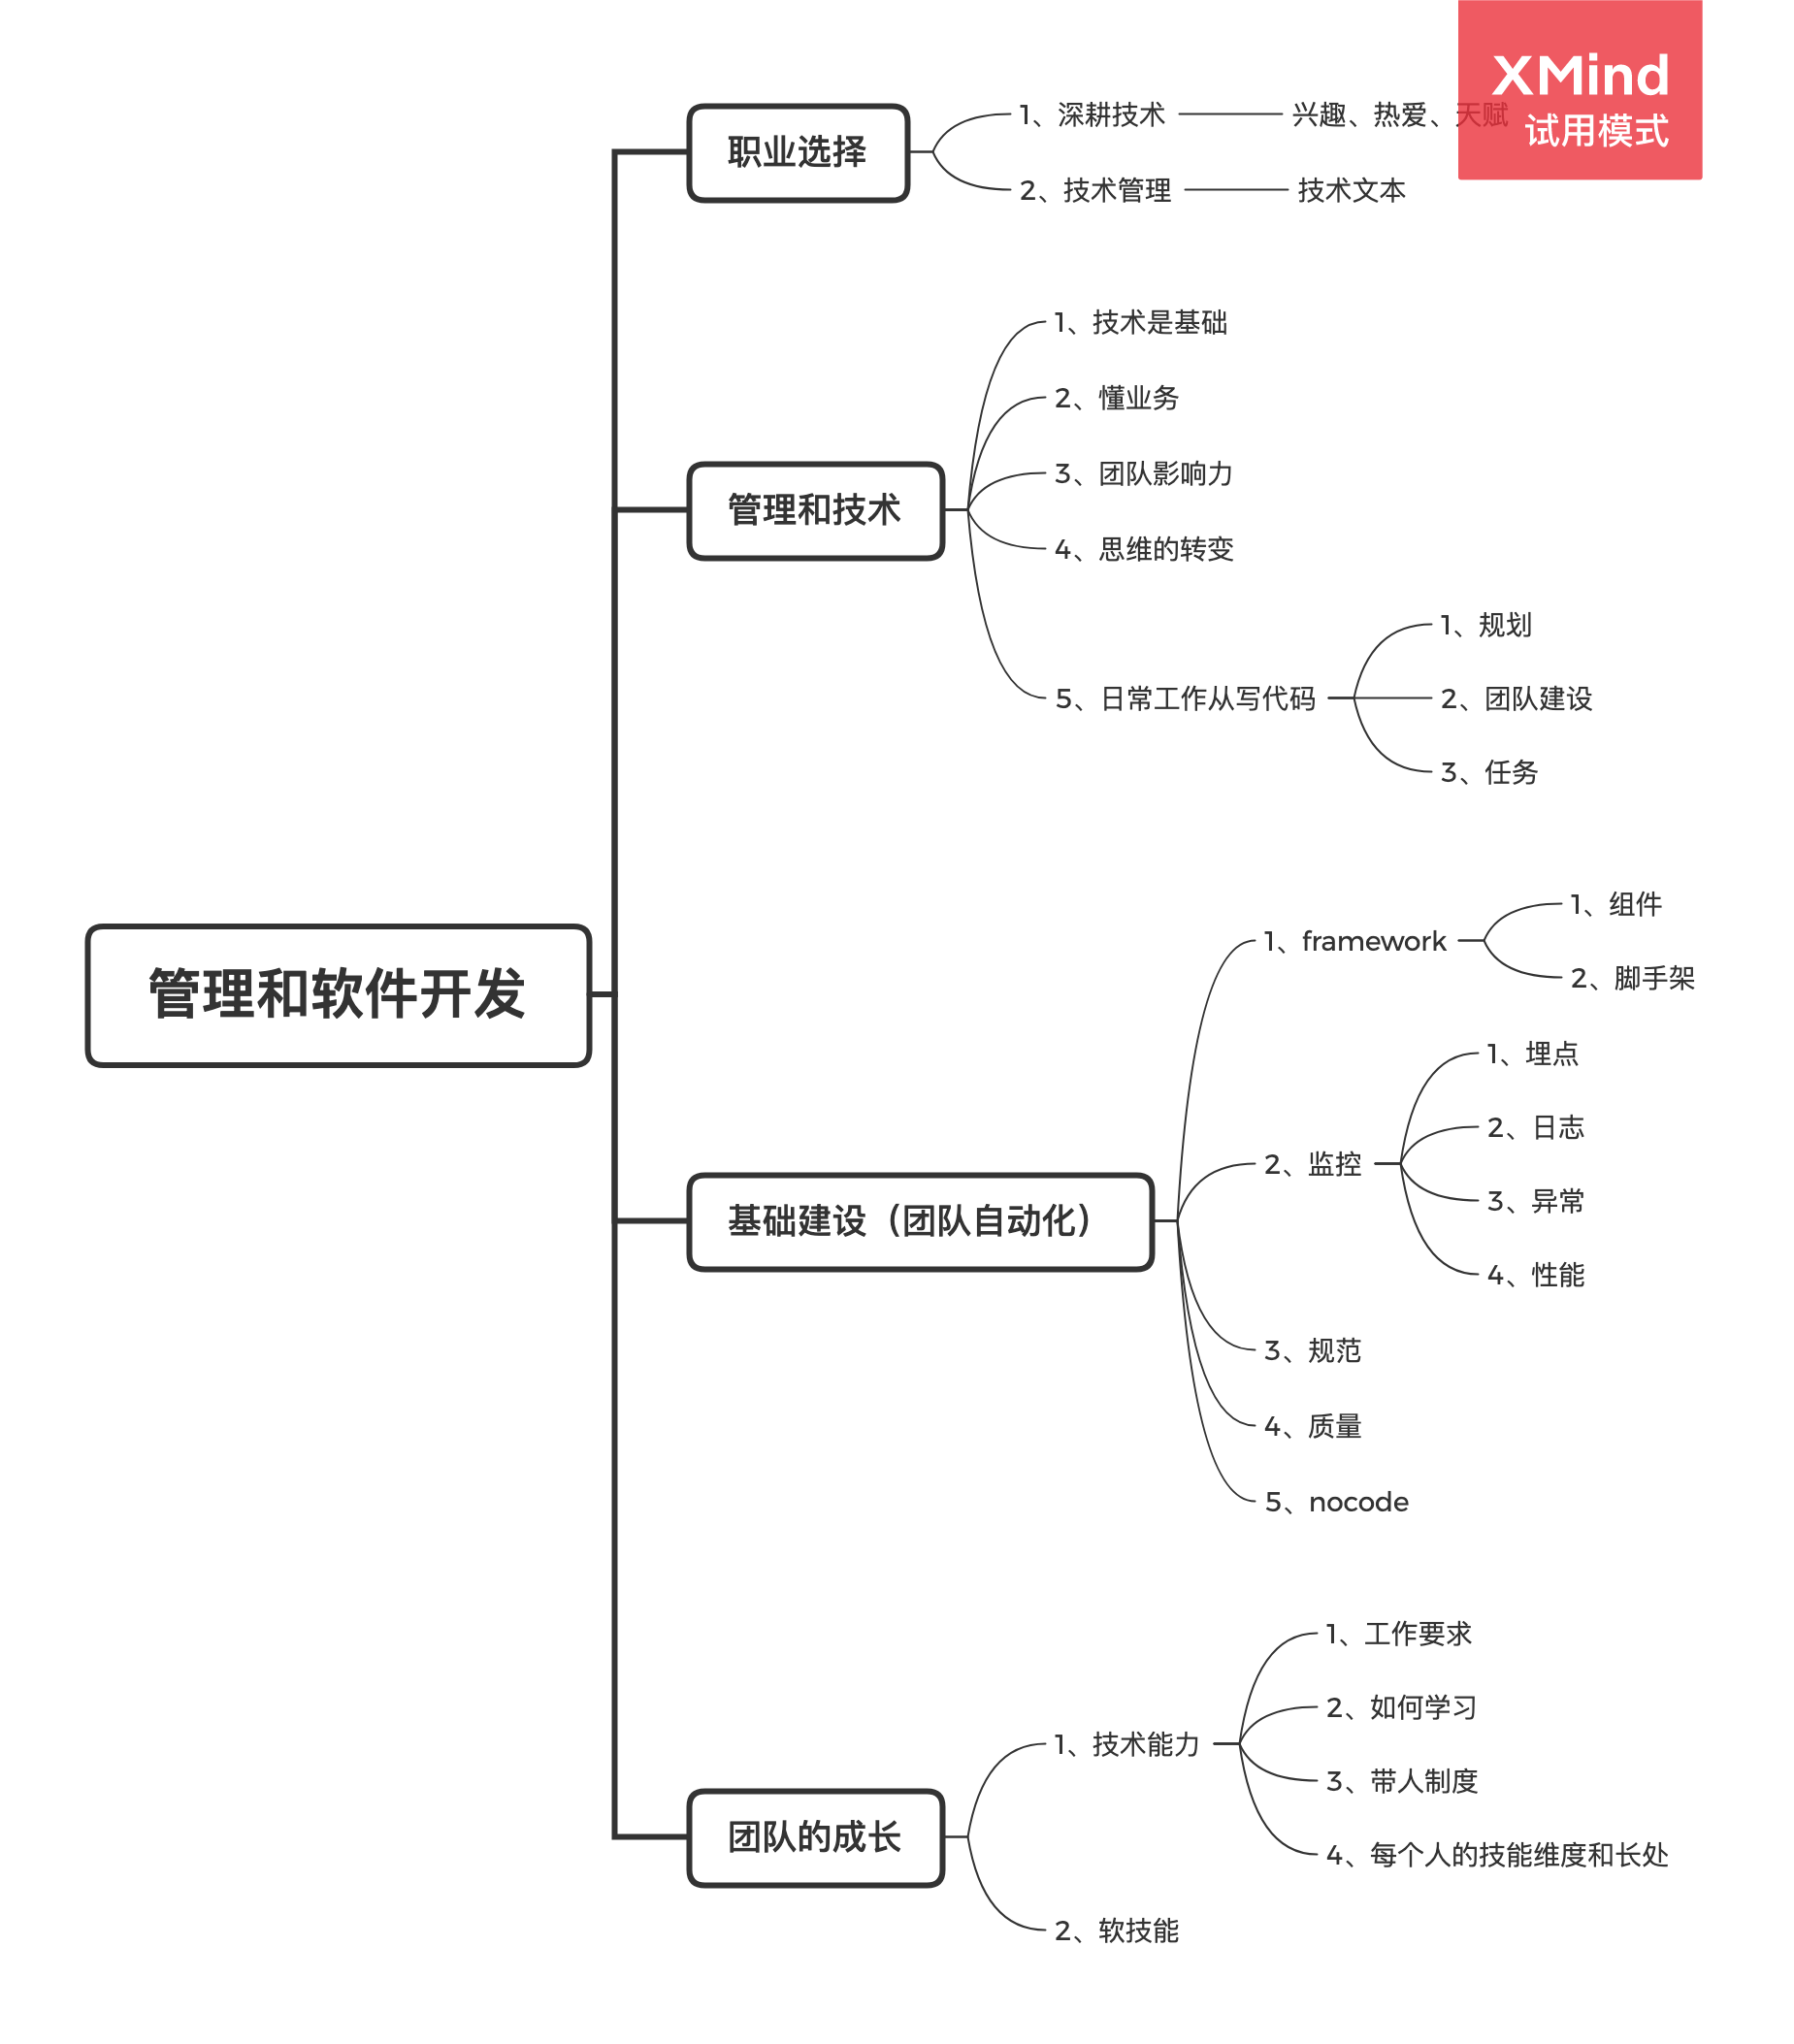 XMind
试用模式
职业选择
1、深耕技术
兴趣、热爱、天赋
2、技术管理
技术文本
管理和技术
1、技术是基础
2、懂业务
3、团队影响力
4、思维的转变
5、日常工作从写代码
1、规划
2、团队建设
3、任务
管理和软件开发
基础建设（团队自动化）
1、framework
1、组件
2、脚手架
2、监控
1、埋点
2、日志
3、异常
4、性能
3、规范
4、质量
5、nocode
团队的成长
1、技术能力
1、工作要求
2、如何学习
3、带人制度
4、每个人的技能维度和长处
2、软技能